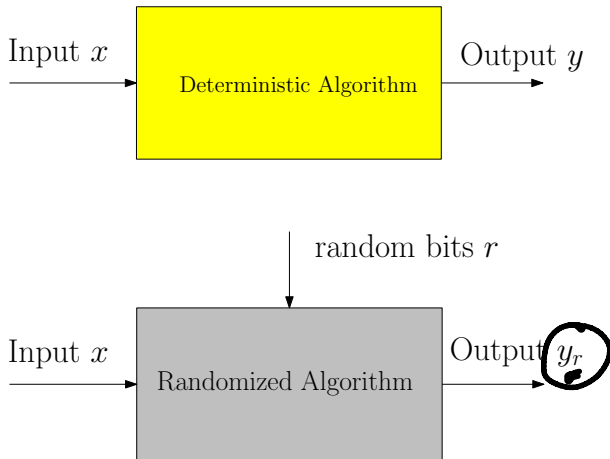 Input x
Output y
Deterministic Algorithm
random bits r
Input x
Output y_r
Randomized Algorithm